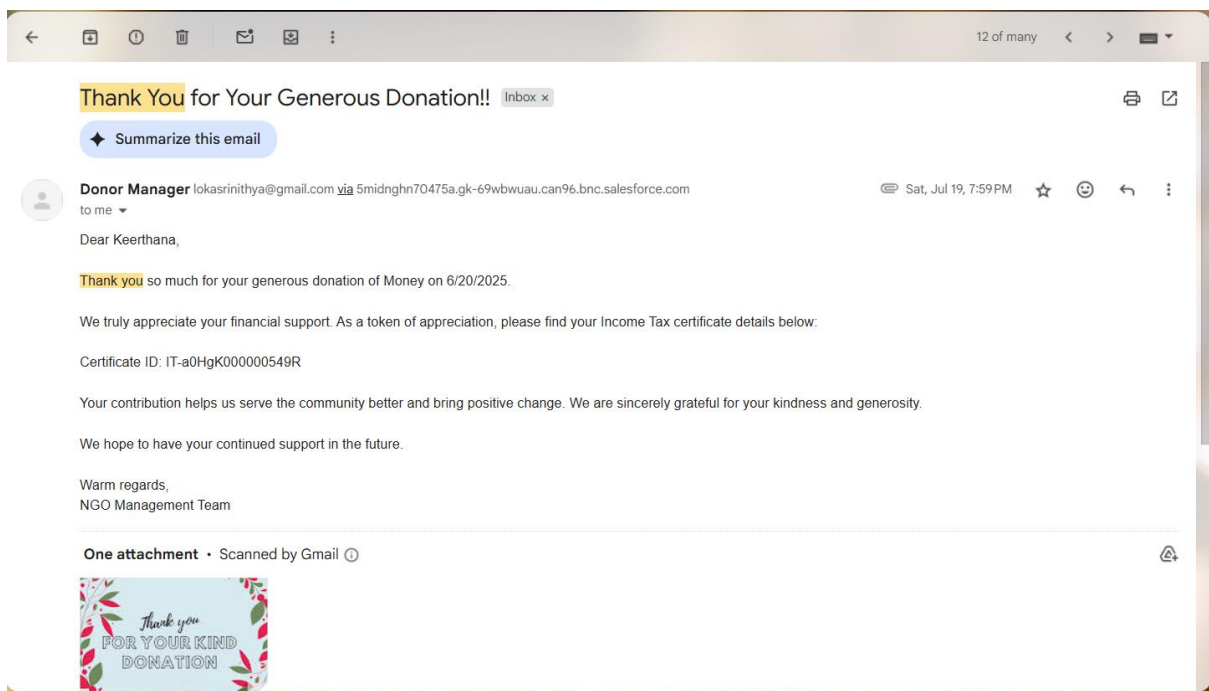 12 of many
Thank You for Your Generous Donation!! Inbox x
Summarize this email
Donor Manager lokasrinithya@gmail.com via 5midnghn70475a.gk-69wbwuau.can96.bnc.salesforce.com Sat, Jul 19, 7:59 PM
to me
Dear Keerthana,
Thank you so much for your generous donation of Money on 6/20/2025.
We truly appreciate your financial support. As a token of appreciation, please find your Income Tax certificate details below:
Certificate ID: IT-a0HgK000000549R
Your contribution helps us serve the community better and bring positive change. We are sincerely grateful for your kindness and generosity.
We hope to have your continued support in the future.
Warm regards,
NGO Management Team
One attachment • Scanned by Gmail
Thank you
FOR YOUR KIND
DONATION